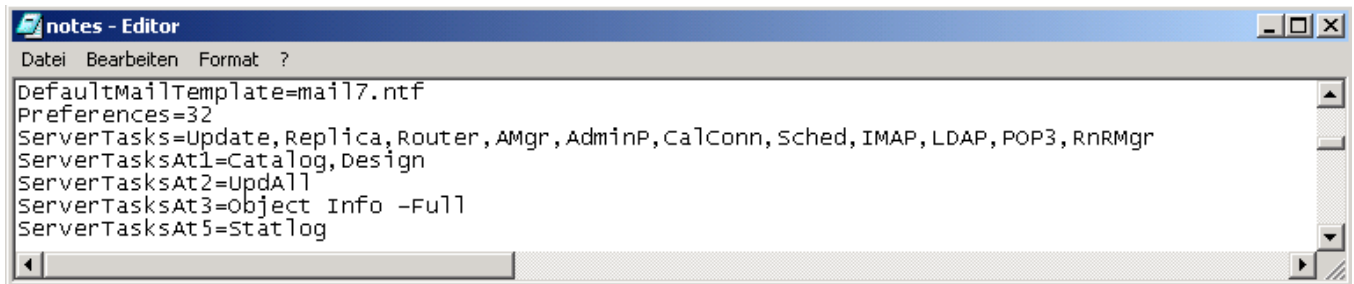 notes - Editor
Datei Bearbeiten Format ?
DefaultMailTemplate=mail7.ntf
Preferences=32
ServerTasks=Update,Replica,Router,AMgr,AdminP,CalConn,Sched,IMAP,LDAP,POP3,RnRMgr
ServerTasksAt1=Catalog,Design
ServerTasksAt2=UpdAll
ServerTasksAt3=Object Info -Full
ServerTasksAt5=Statlog